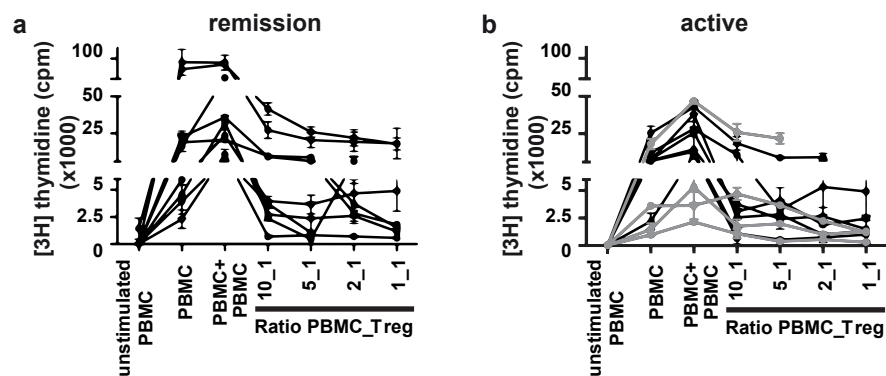 a
remission
[3H] thymidine (cpm)
(x1000)
100
50
25
5
2.5
0
unstimulated
PBMC
PBMC
PBMC+
PBMC
10_1
5_1
2_1
1_1
Ratio PBMC_Treg
b
active
[3H] thymidine (cpm)
(x1000)
100
50
25
5
2.5
0
unstimulated
PBMC
PBMC
PBMC+
PBMC
10_1
5_1
2_1
1_1
Ratio PBMC_Treg